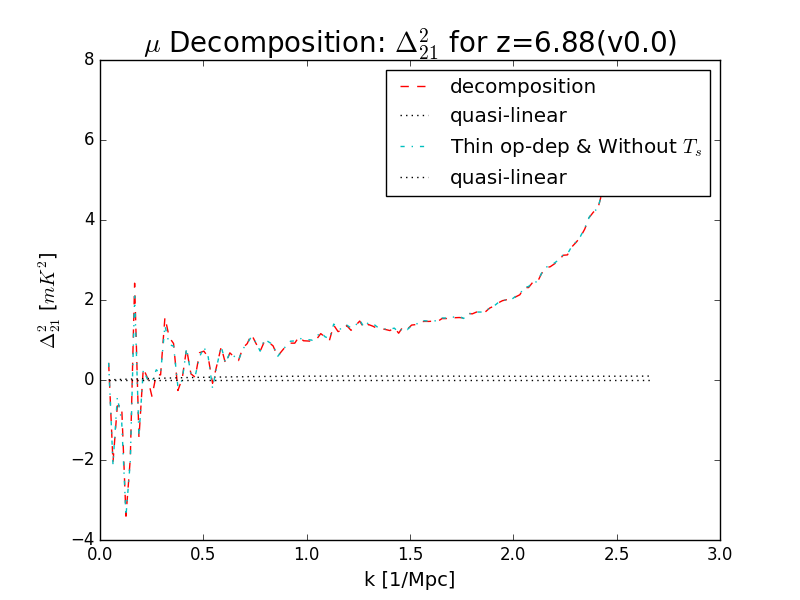 μ Decomposition: Δ²₂₁ for z=6.88(v0.0)
decomposition
quasi-linear
Thin op-dep & Without Tₛ
quasi-linear
8
6
4
2
0
−2
−4
Δ²₂₁ [mK²]
0.0 0.5 1.0 1.5 2.0 2.5 3.0
k [1/Mpc]